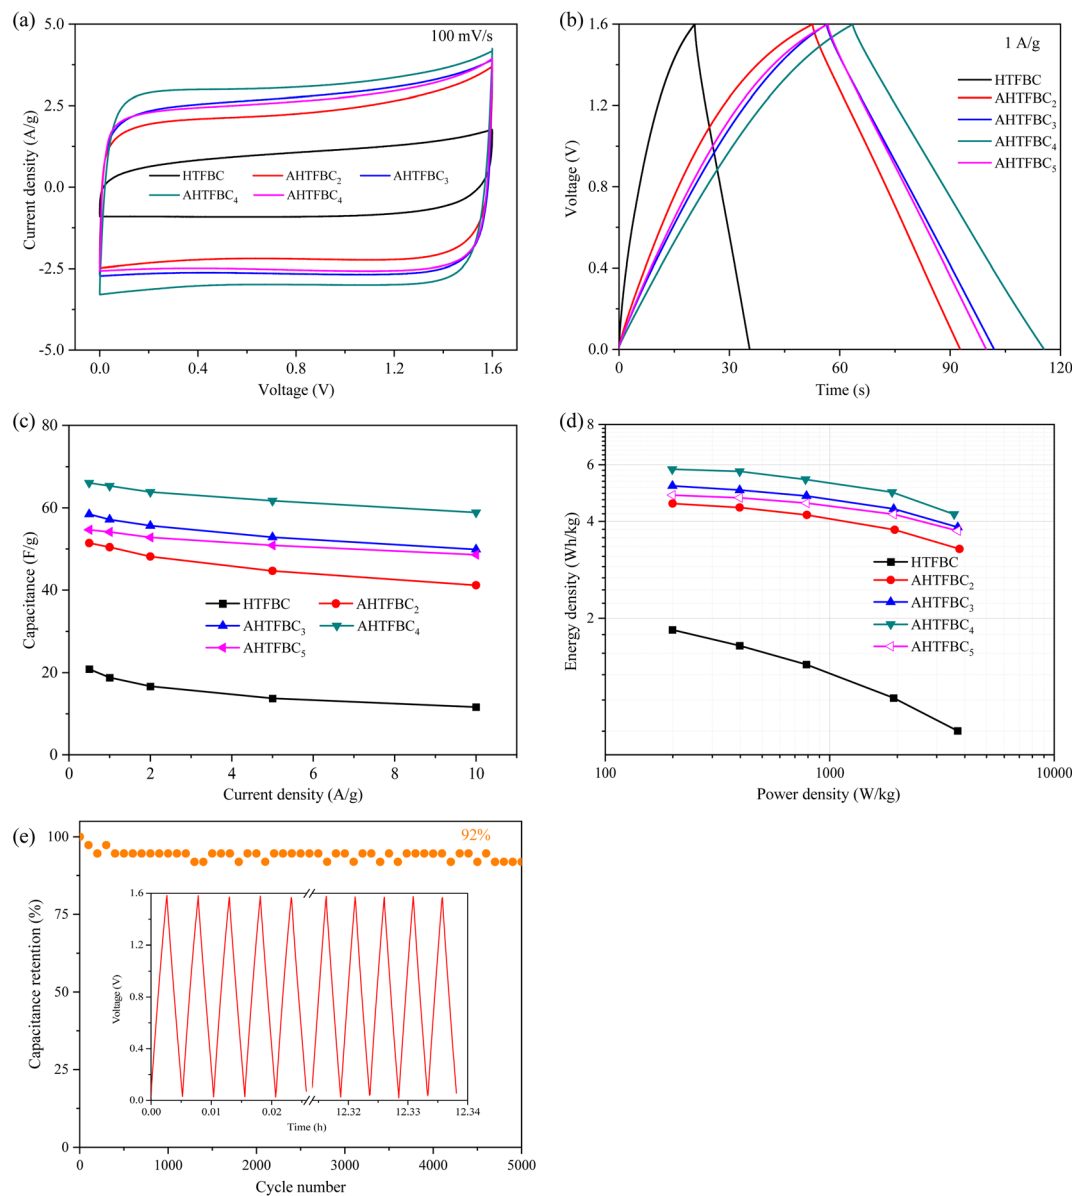 (a)
5.0
2.5
0.0
-2.5
-5.0
Current density (A/g)
100 mV/s
HTFBC AHTFBC₂ AHTFBC₃
AHTFBC₄ AHTFBC₄
0.0 0.4 0.8 1.2 1.6
Voltage (V)
(b)
1.6
1.2
0.8
0.4
0.0
Voltage (V)
1 A/g
HTFBC
AHTFBC₂
AHTFBC₃
AHTFBC₄
AHTFBC₅
0 30 60 90 120
Time (s)
(c)
80
60
40
20
0
Capacitance (F/g)
HTFBC AHTFBC₂
AHTFBC₃ AHTFBC₄
AHTFBC₅
0 2 4 6 8 10
Current density (A/g)
(d)
8
6
4
2
Energy density (Wh/kg)
HTFBC
AHTFBC₂
AHTFBC₃
AHTFBC₄
AHTFBC₅
100 1000 10000
Power density (W/kg)
(e)
100
75
50
25
0
Capacitance retention (%)
92%
1.6
1.2
0.8
0.4
0.0
Voltage (V)
0.00 0.01 0.02 12.32 12.33 12.34
Time (h)
0 1000 2000 3000 4000 5000
Cycle number